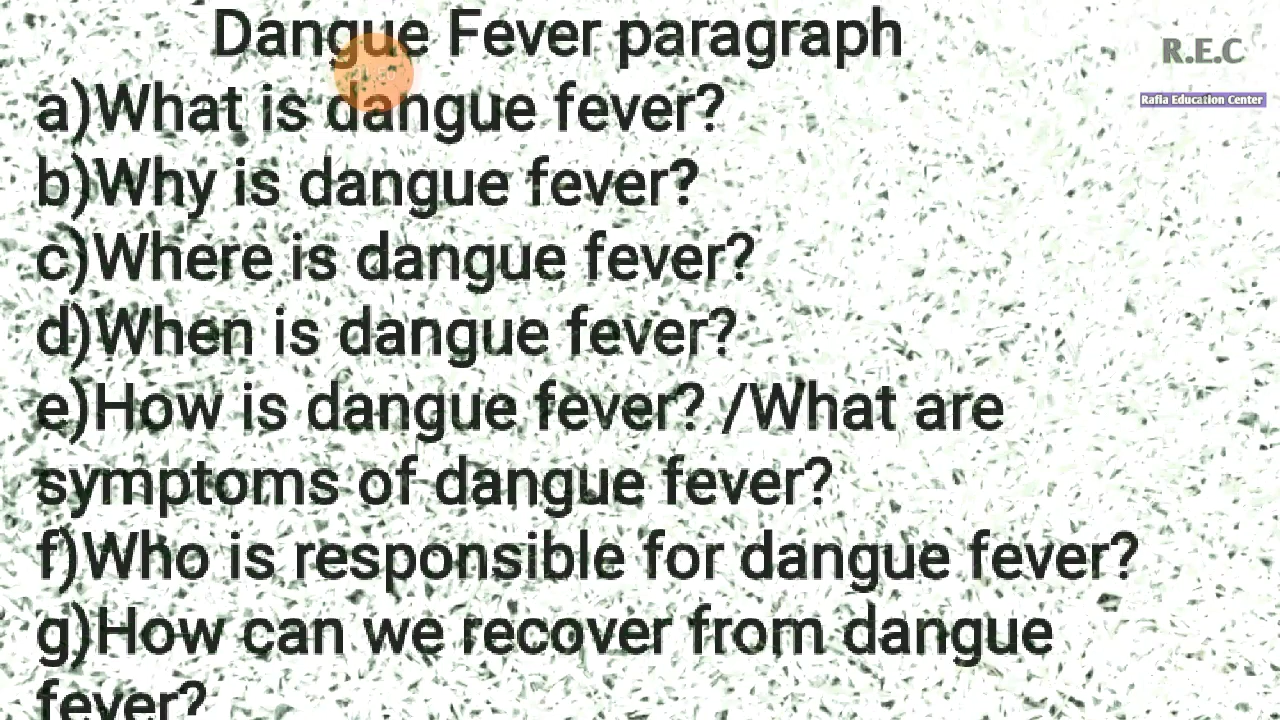 Dangue Fever paragraph
R.E.C
Rafia Education Center
a)What is dangue fever?
b)Why is dangue fever?
c)Where is dangue fever?
d)When is dangue fever?
e)How is dangue fever? /What are
symptoms of dangue fever?
f)Who is responsible for dangue fever?
g)How can we recover from dangue
fever?